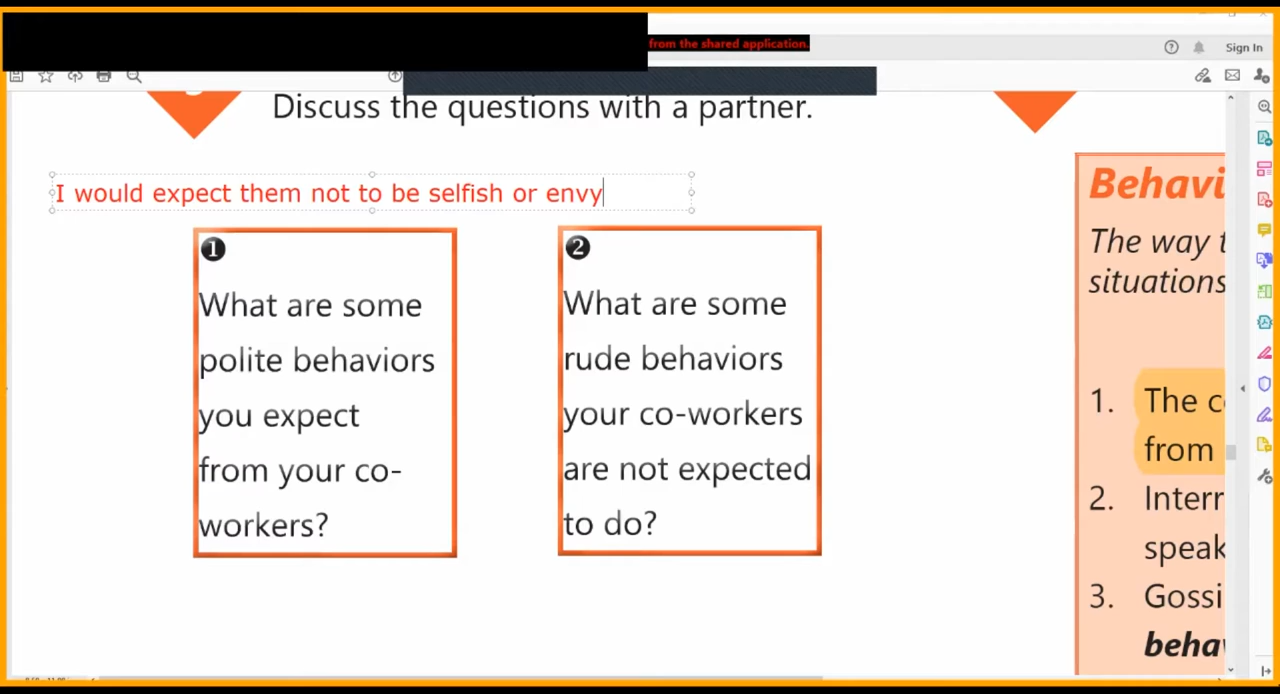 from the shared application.
Sign In
Discuss the questions with a partner.
I would expect them not to be selfish or envy
❶
What are some
polite behaviors
you expect
from your co-
workers?
❷
What are some
rude behaviors
your co-workers
are not expected
to do?
Behavi
The way t
situations
1. The c
from
2. Interr
speak
3. Gossi
behav